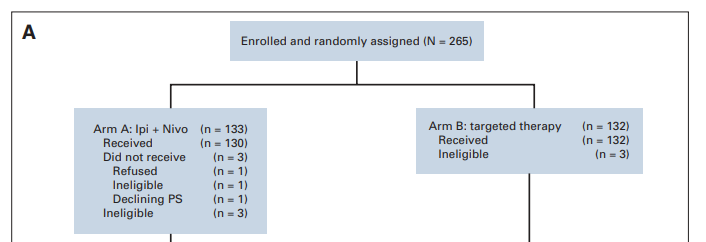 A
Enrolled and randomly assigned (N = 265)
Arm A: Ipi + Nivo (n = 133)
Received (n = 130)
Did not receive (n = 3)
Refused (n = 1)
Ineligible (n = 1)
Declining PS (n = 1)
Ineligible (n = 3)
Arm B: targeted therapy (n = 132)
Received (n = 132)
Ineligible (n = 3)